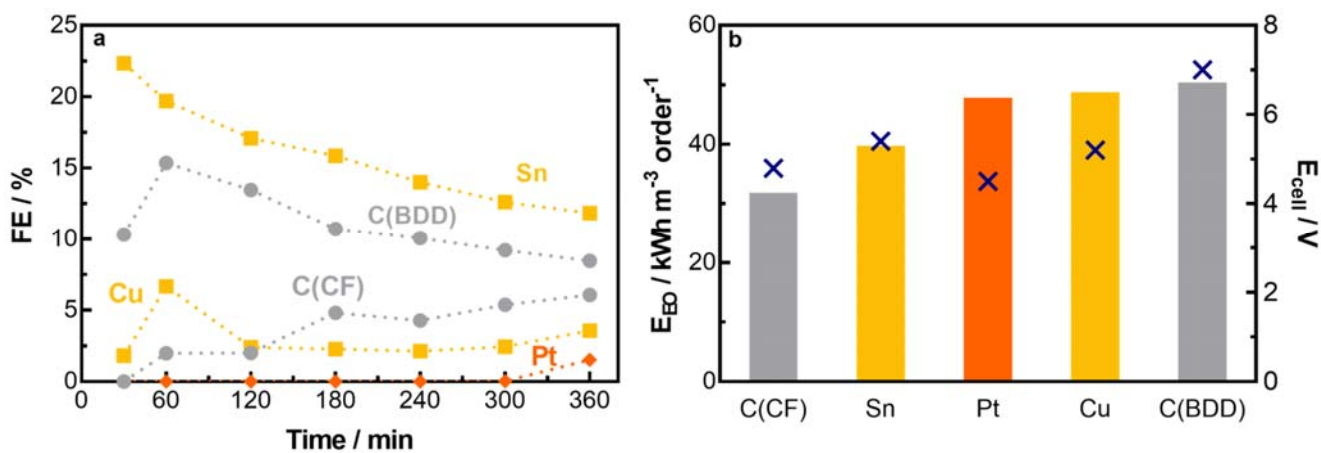 a
25
20
15
10
5
0
FE / %
Sn
C(BDD)
C(CF)
Cu
Pt
0 60 120 180 240 300 360
Time / min
b
60
40
20
0
E_EO / kWh m⁻³ order⁻¹
8
6
4
2
0
E_cell / V
C(CF) Sn Pt Cu C(BDD)